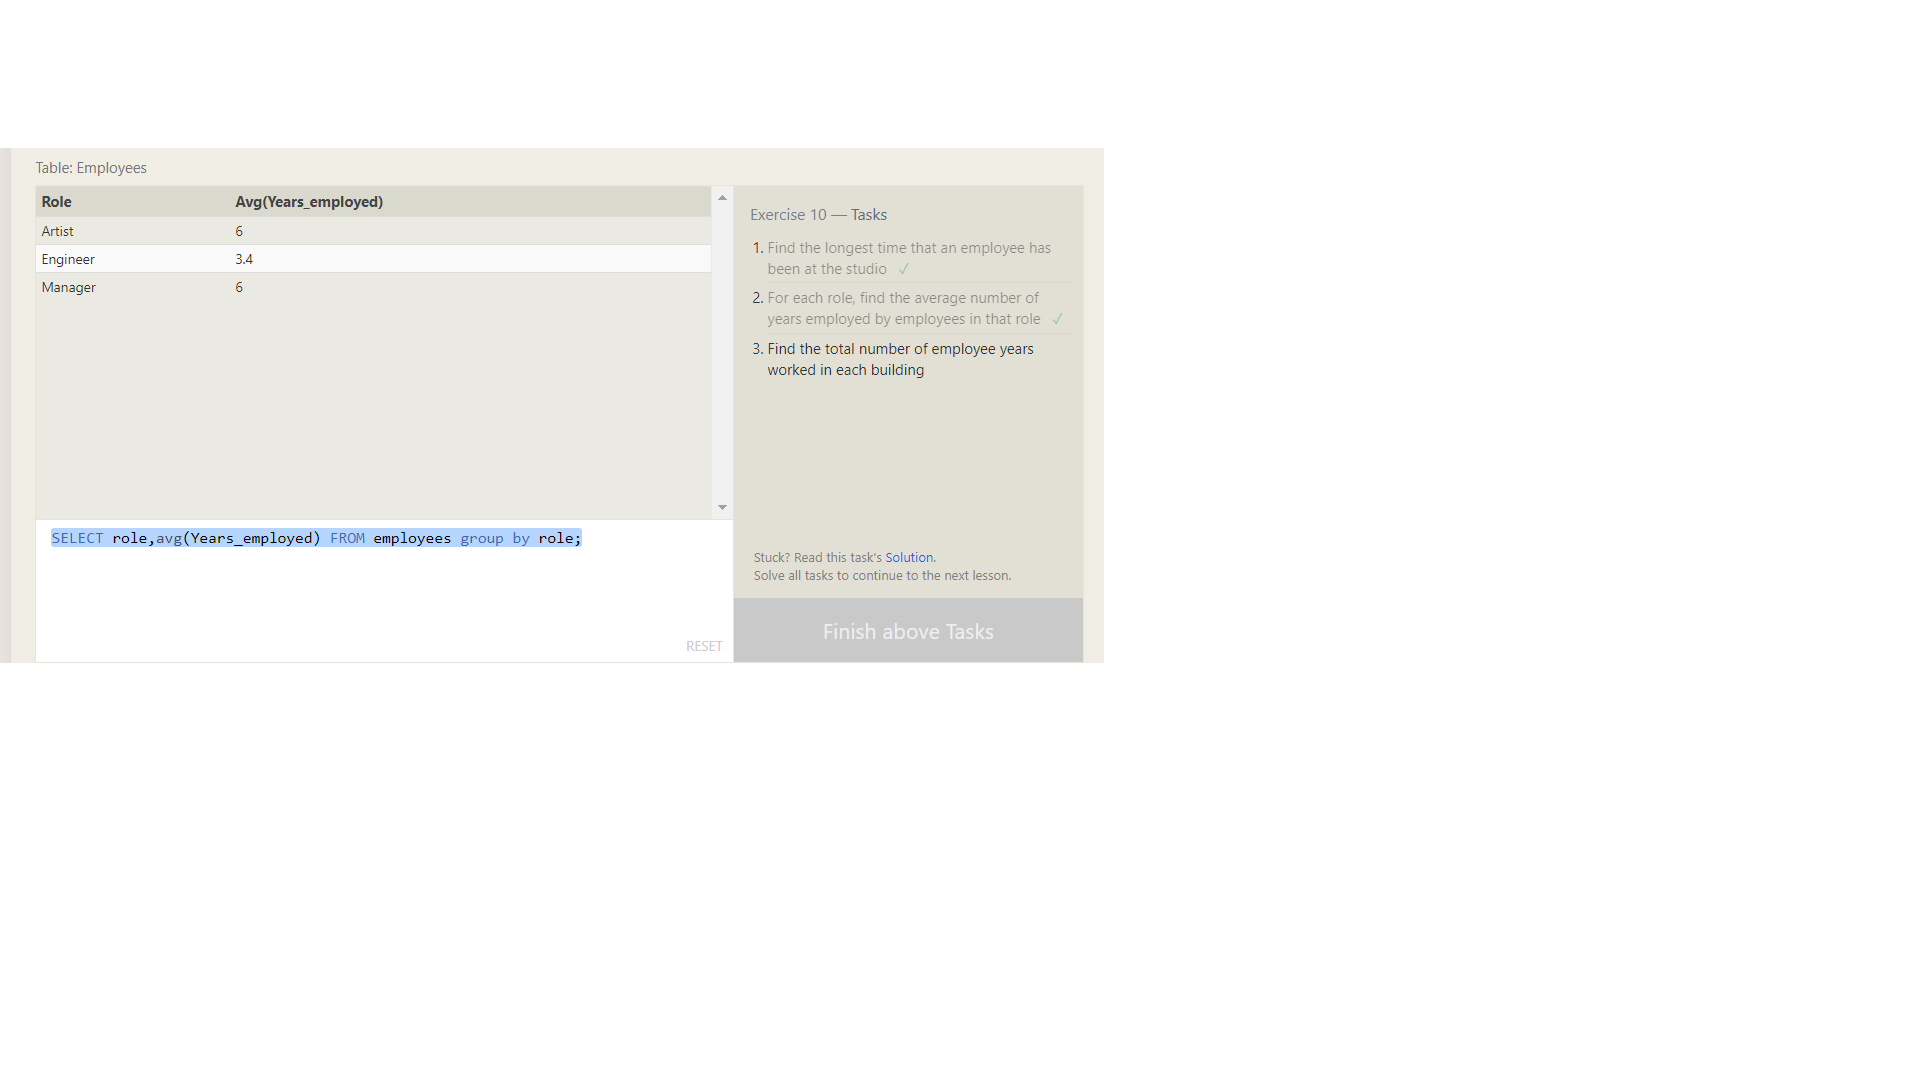 Table: Employees
Role Avg(Years_employed)
Artist 6
Engineer 3.4
Manager 6
SELECT role,avg(Years_employed) FROM employees group by role;
RESET
Exercise 10 — Tasks
1. Find the longest time that an employee has
been at the studio ✓
2. For each role, find the average number of
years employed by employees in that role ✓
3. Find the total number of employee years
worked in each building
Stuck? Read this task's Solution.
Solve all tasks to continue to the next lesson.
Finish above Tasks